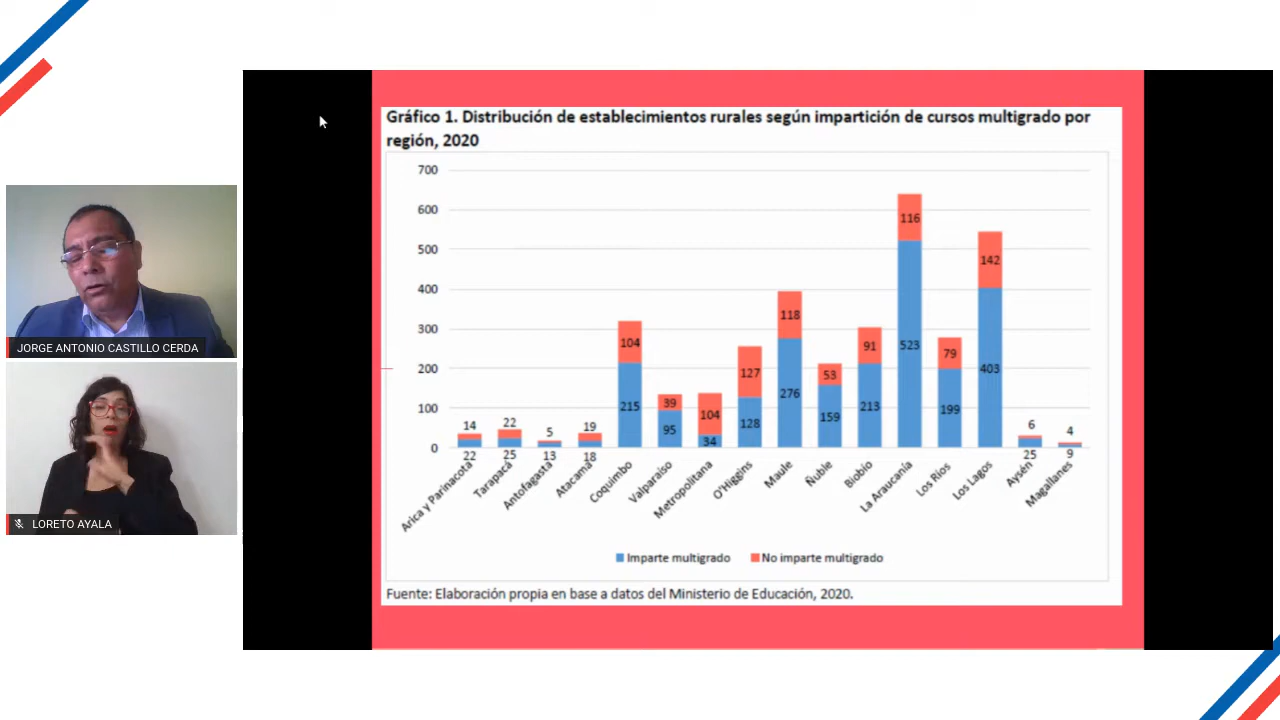 Gráfico 1. Distribución de establecimientos rurales según impartición de cursos multigrado por
región, 2020
700
600
500
400
300
200
100
0
14
22
5
19
104
39
104
127
118
53
91
116
79
142
6
4
22
25
13
18
215
95
34
128
276
159
213
523
199
403
25
9
Arica y Parinacota
Tarapacá
Antofagasta
Atacama
Coquimbo
Valparaíso
Metropolitana
O'Higgins
Maule
Ñuble
Biobío
La Araucanía
Los Ríos
Los Lagos
Aysén
Magallanes
Imparte multigrado
No imparte multigrado
Fuente: Elaboración propia en base a datos del Ministerio de Educación, 2020.
JORGE ANTONIO CASTILLO CERDA
LORETO AYALA